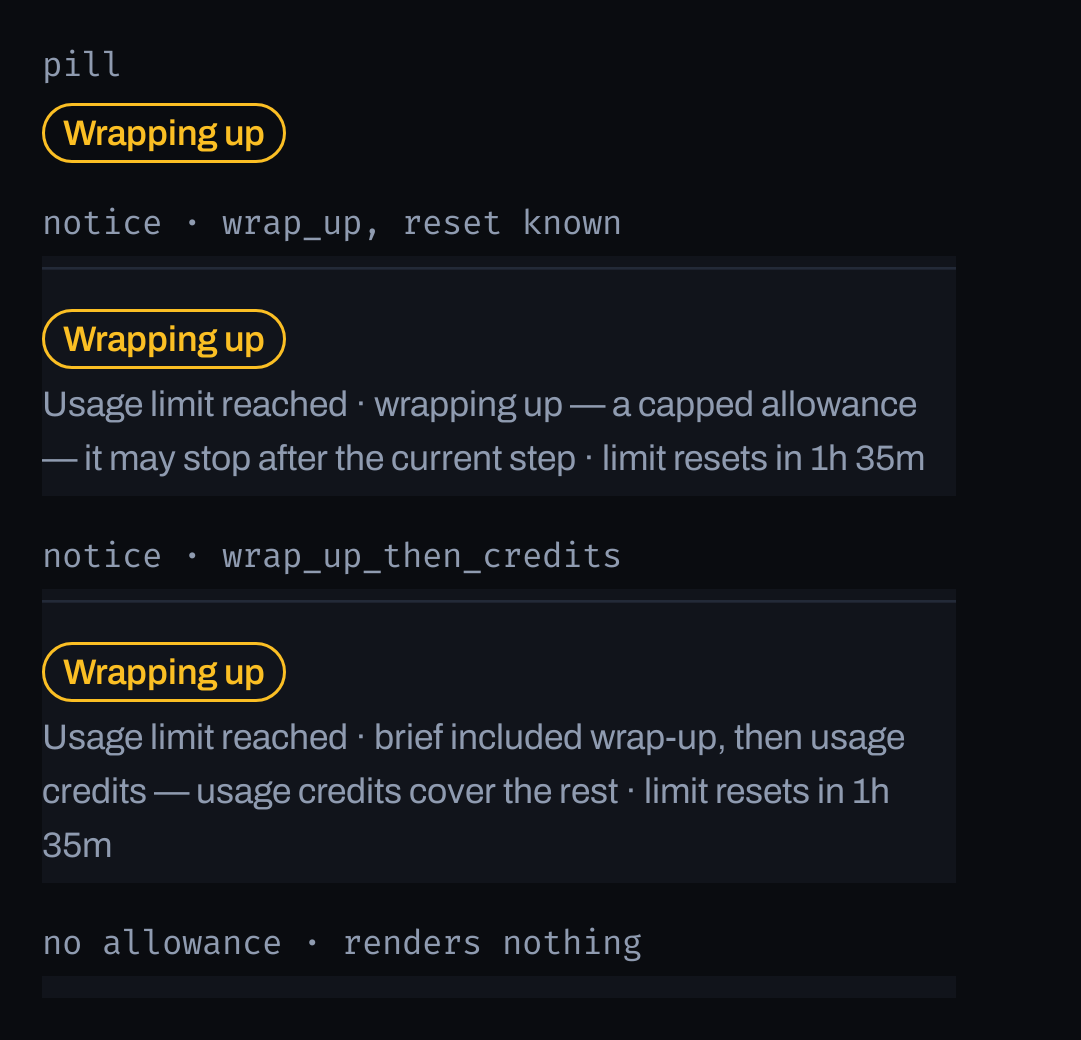 pill
Wrapping up
notice · wrap_up, reset known
Wrapping up
Usage limit reached · wrapping up — a capped allowance
— it may stop after the current step · limit resets in 1h 35m
notice · wrap_up_then_credits
Wrapping up
Usage limit reached · brief included wrap-up, then usage
credits — usage credits cover the rest · limit resets in 1h
35m
no allowance · renders nothing